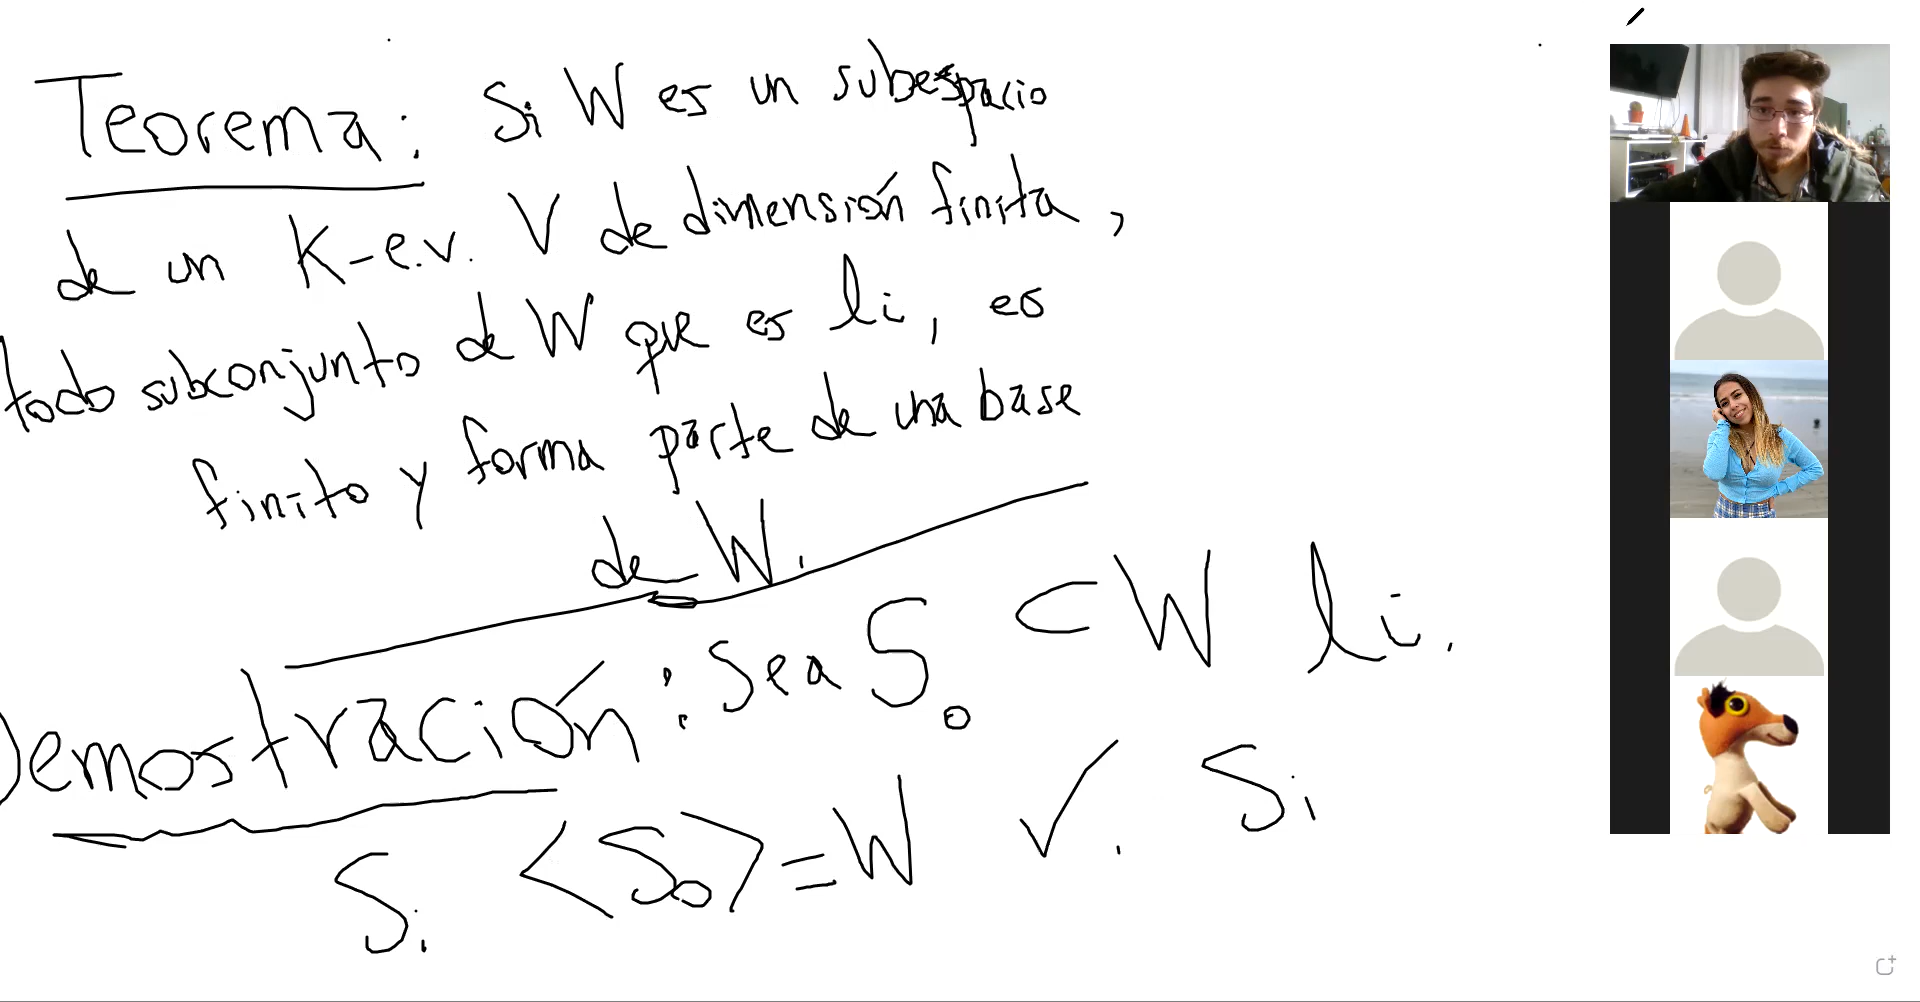 Teorema: Si W es un subespacio
de un K-e.v. V de dimensión finita,
todo subconjunto de W que es li, es
finito y forma parte de una base
de W.
Demostración: Sea S₀ ⊂ W li.
Si <S₀> = W ✓. Si